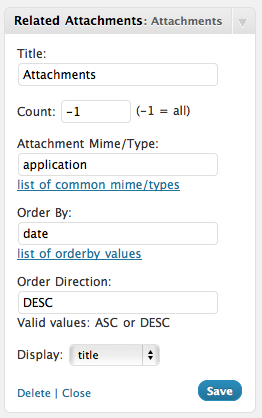 Related Attachments: Attachments
Title:
Attachments
Count: -1 (-1 = all)
Attachment Mime/Type:
application
list of common mime/types
Order By:
date
list of orderby values
Order Direction:
DESC
Valid values: ASC or DESC
Display: title
Delete | Close Save